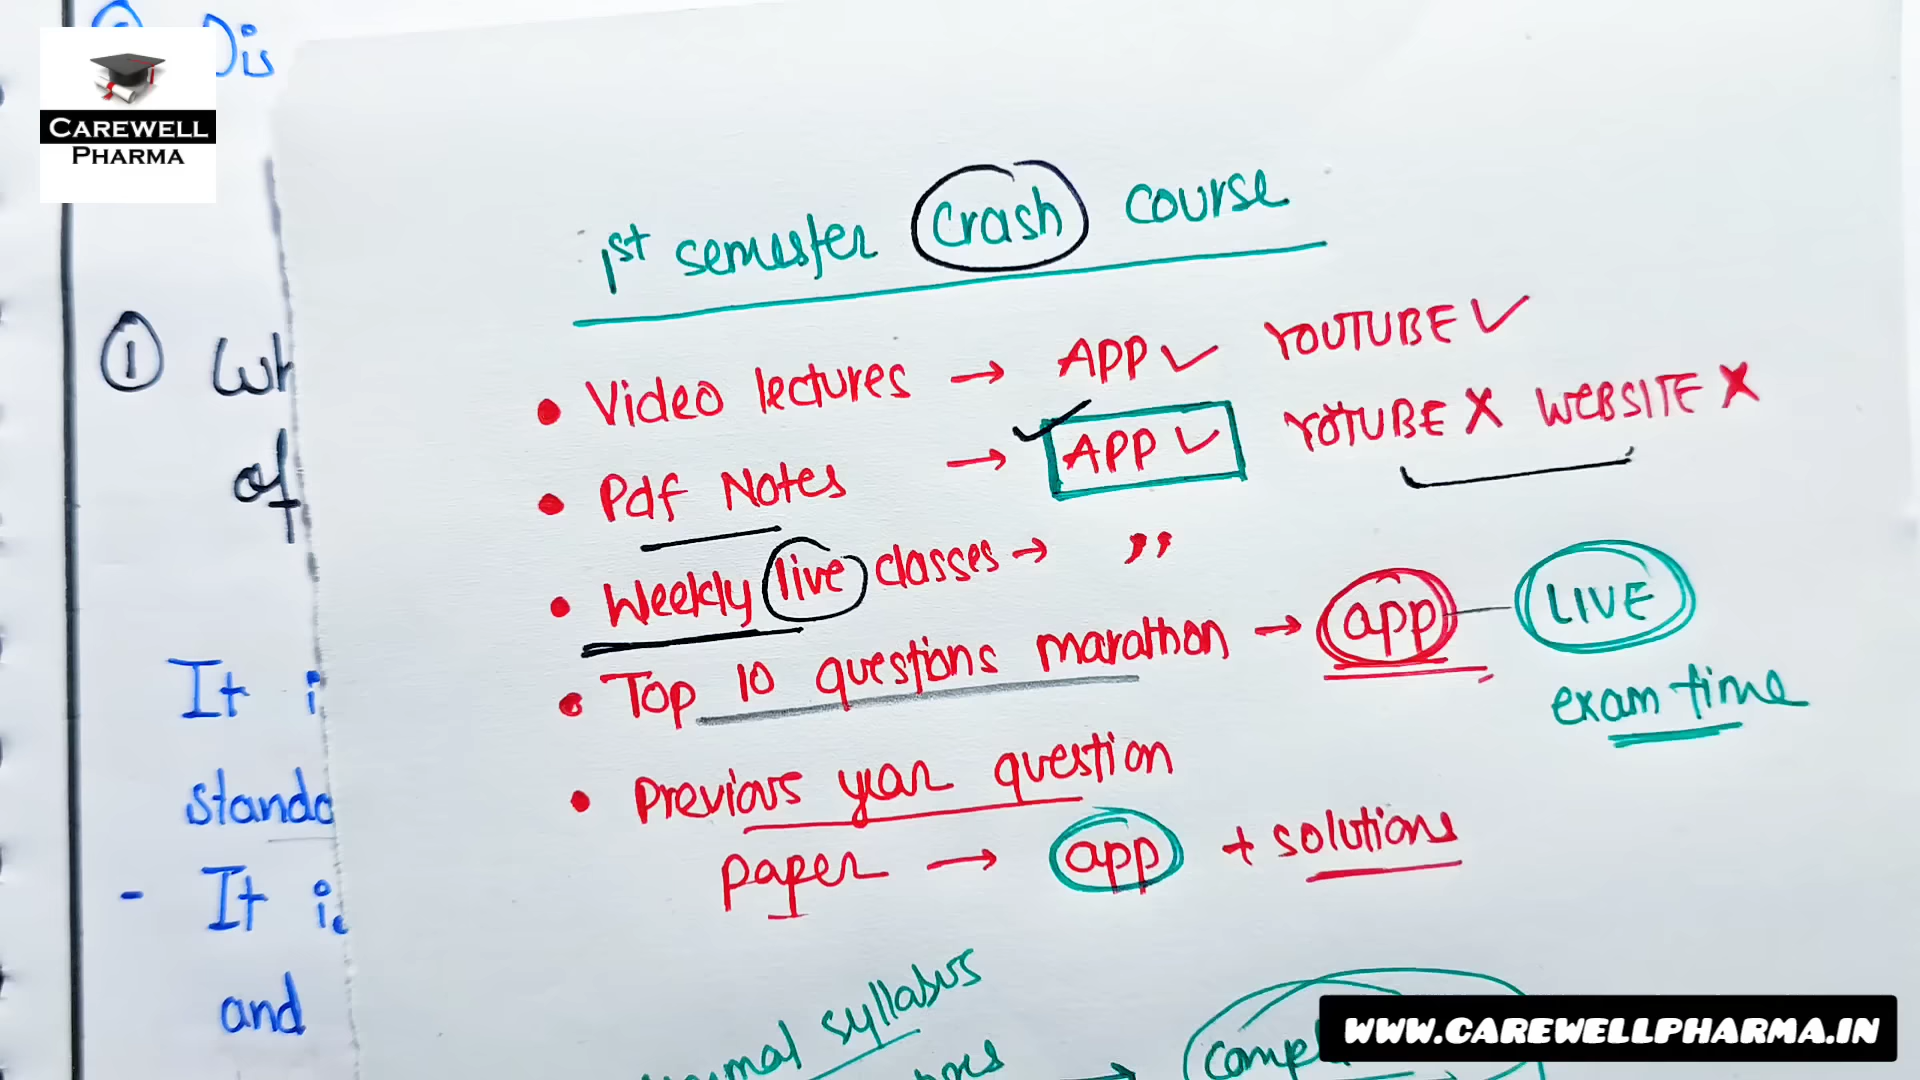 Dis
CAREWELL
PHARMA
1st semester crash course
① Wh
• Video lectures → APP ✓ YOUTUBE ✓
of
• Pdf Notes → APP ✓ YOTUBE X WEBSITE X
• Weekly live classes → ,,
• Top 10 questions marathon → app — LIVE
exam time
It i
• Previous year question
stand
paper → app + solutions
- It is
syllabus
and
WWW.CAREWELLPHARMA.IN